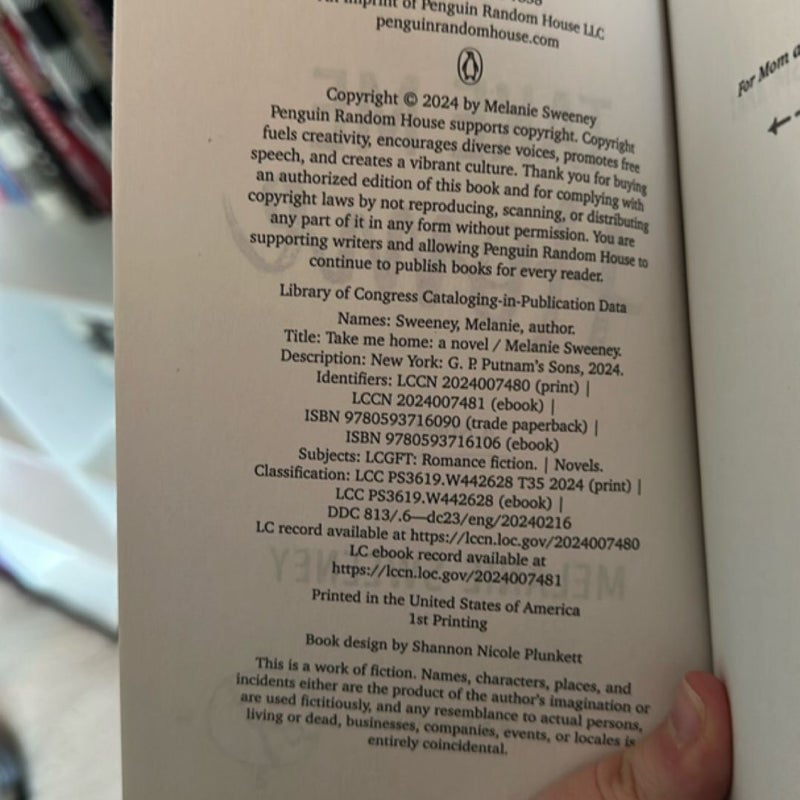 An imprint of Penguin Random House LLC
penguinrandomhouse.com
Copyright © 2024 by Melanie Sweeney
Penguin Random House supports copyright. Copyright
fuels creativity, encourages diverse voices, promotes free
speech, and creates a vibrant culture. Thank you for buying
an authorized edition of this book and for complying with
copyright laws by not reproducing, scanning, or distributing
any part of it in any form without permission. You are
supporting writers and allowing Penguin Random House to
continue to publish books for every reader.
Library of Congress Cataloging-in-Publication Data
Names: Sweeney, Melanie, author.
Title: Take me home: a novel / Melanie Sweeney.
Description: New York: G. P. Putnam's Sons, 2024.
Identifiers: LCCN 2024007480 (print) |
LCCN 2024007481 (ebook) |
ISBN 9780593716090 (trade paperback) |
ISBN 9780593716106 (ebook)
Subjects: LCGFT: Romance fiction. | Novels.
Classification: LCC PS3619.W442628 T35 2024 (print) |
LCC PS3619.W442628 (ebook) |
DDC 813/.6—dc23/eng/20240216
LC record available at https://lccn.loc.gov/2024007480
LC ebook record available at
https://lccn.loc.gov/2024007481
Printed in the United States of America
1st Printing
Book design by Shannon Nicole Plunkett
This is a work of fiction. Names, characters, places, and
incidents either are the product of the author's imagination or
are used fictitiously, and any resemblance to actual persons,
living or dead, businesses, companies, events, or locales is
entirely coincidental.
For Mom